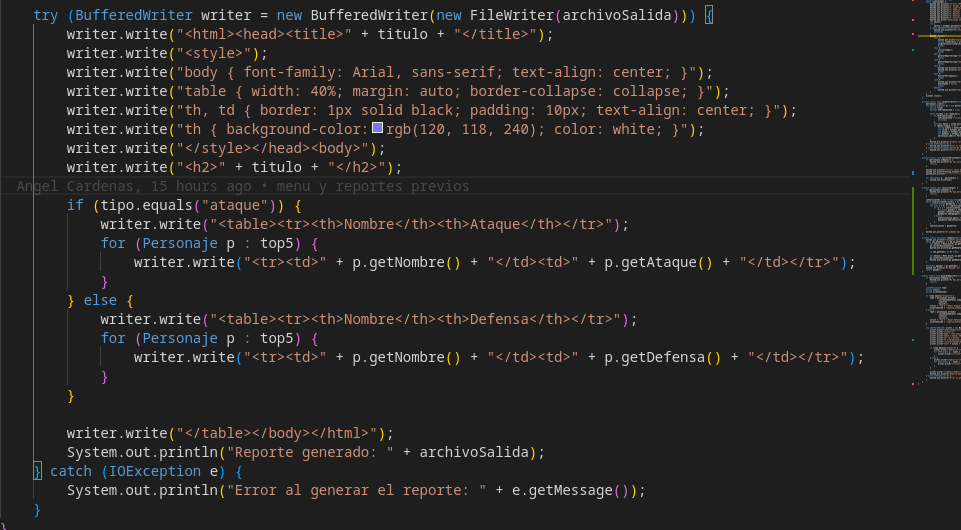 try (BufferedWriter writer = new BufferedWriter(new FileWriter(archivoSalida))) {
writer.write("<html><head><title>" + titulo + "</title>");
writer.write("<style>");
writer.write("body { font-family: Arial, sans-serif; text-align: center; }");
writer.write("table { width: 40%; margin: auto; border-collapse: collapse; }");
writer.write("th, td { border: 1px solid black; padding: 10px; text-align: center; }");
writer.write("th { background-color: rgb(120, 118, 240); color: white; }");
writer.write("</style></head><body>");
writer.write("<h2>" + titulo + "</h2>");
Angel Cardenas, 15 hours ago • menu y reportes previos
if (tipo.equals("ataque")) {
writer.write("<table><tr><th>Nombre</th><th>Ataque</th></tr>");
for (Personaje p : top5) {
writer.write("<tr><td>" + p.getNombre() + "</td><td>" + p.getAtaque() + "</td></tr>");
}
} else {
writer.write("<table><tr><th>Nombre</th><th>Defensa</th></tr>");
for (Personaje p : top5) {
writer.write("<tr><td>" + p.getNombre() + "</td><td>" + p.getDefensa() + "</td></tr>");
}
}
writer.write("</table></body></html>");
System.out.println("Reporte generado: " + archivoSalida);
} catch (IOException e) {
System.out.println("Error al generar el reporte: " + e.getMessage());
}
}